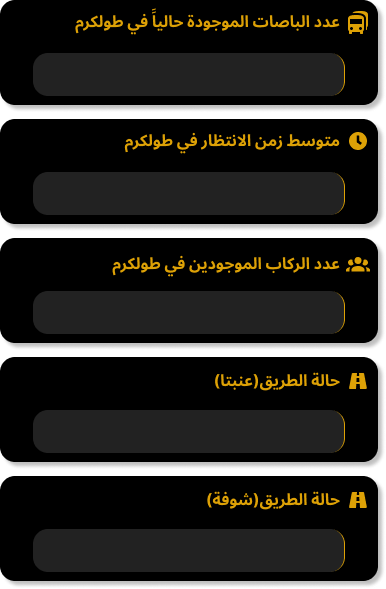 عدد الباصات الموجودة حالياً في طولكرم
متوسط زمن الانتظار في طولكرم
عدد الركاب الموجودين في طولكرم
حالة الطريق(عنبتا)
حالة الطريق(شوفة)